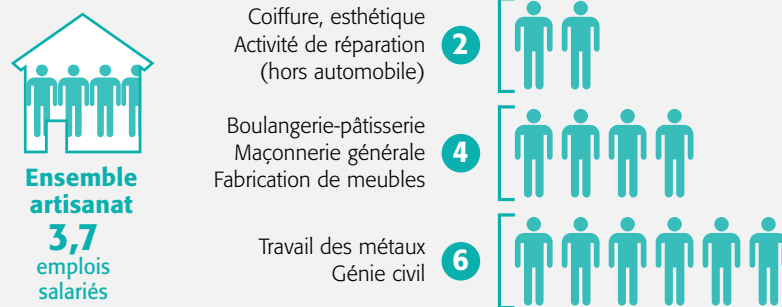 Ensemble
artisanat
3,7
emplois
salariés
Coiffure, esthétique
Activité de réparation
(hors automobile)
2
Boulangerie-pâtisserie
Maçonnerie générale
Fabrication de meubles
4
Travail des métaux
Génie civil
6